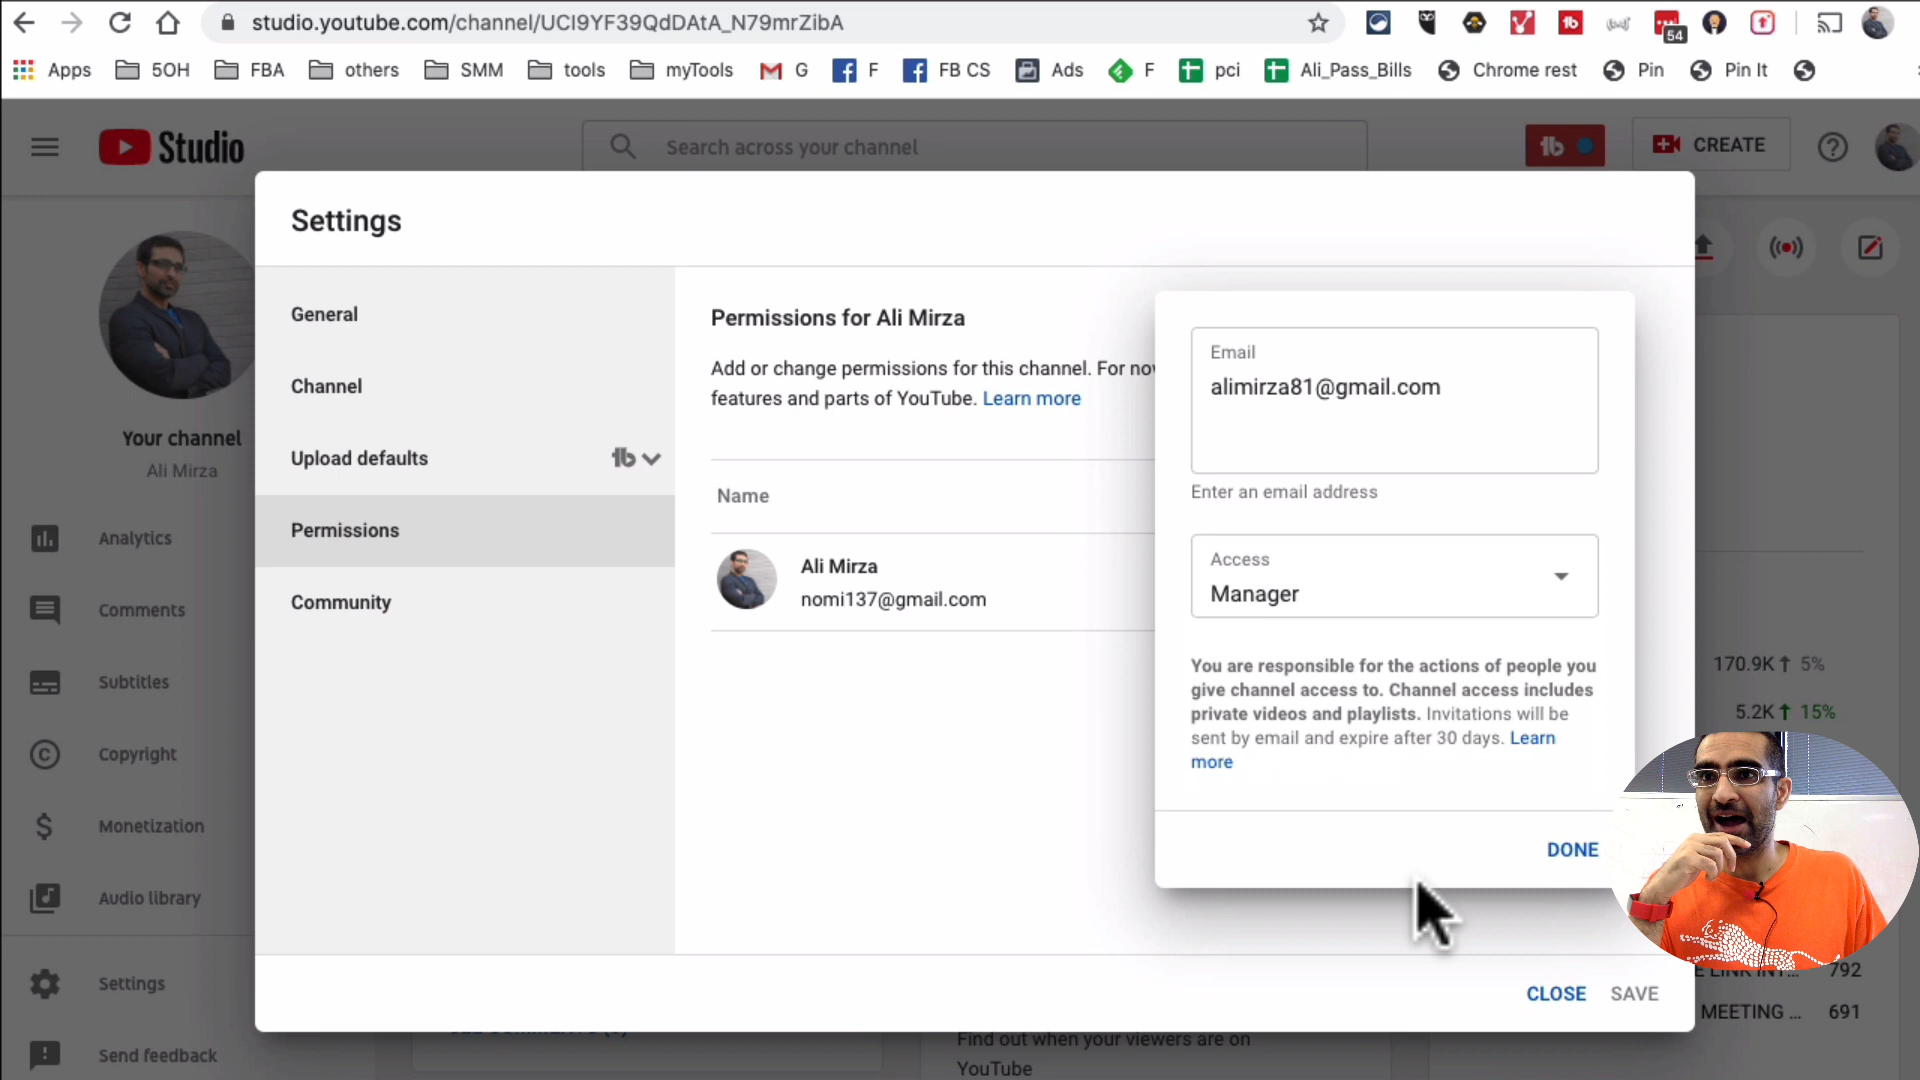 studio.youtube.com/channel/UCI9YF39QdDAtA_N79mrZibA
54
Apps 5OH FBA others SMM tools myTools G F FB CS Ads F pci Ali_Pass_Bills Chrome rest Pin Pin It
Studio
Search across your channel
CREATE
Settings
General
Channel
Upload defaults
Permissions
Community
Your channel
Ali Mirza
Analytics
Comments
Subtitles
Copyright
Monetization
Audio library
Settings
Send feedback
Permissions for Ali Mirza
Add or change permissions for this channel. For now
features and parts of YouTube. Learn more
Name
Ali Mirza
nomi137@gmail.com
Email
alimirza81@gmail.com
Enter an email address
Access
Manager
You are responsible for the actions of people you
give channel access to. Channel access includes
private videos and playlists. Invitations will be
sent by email and expire after 30 days. Learn
more
DONE
CLOSE SAVE
170.9K 5%
5.2K 15%
792
MEETING ... 691
Find out when your viewers are on
YouTube